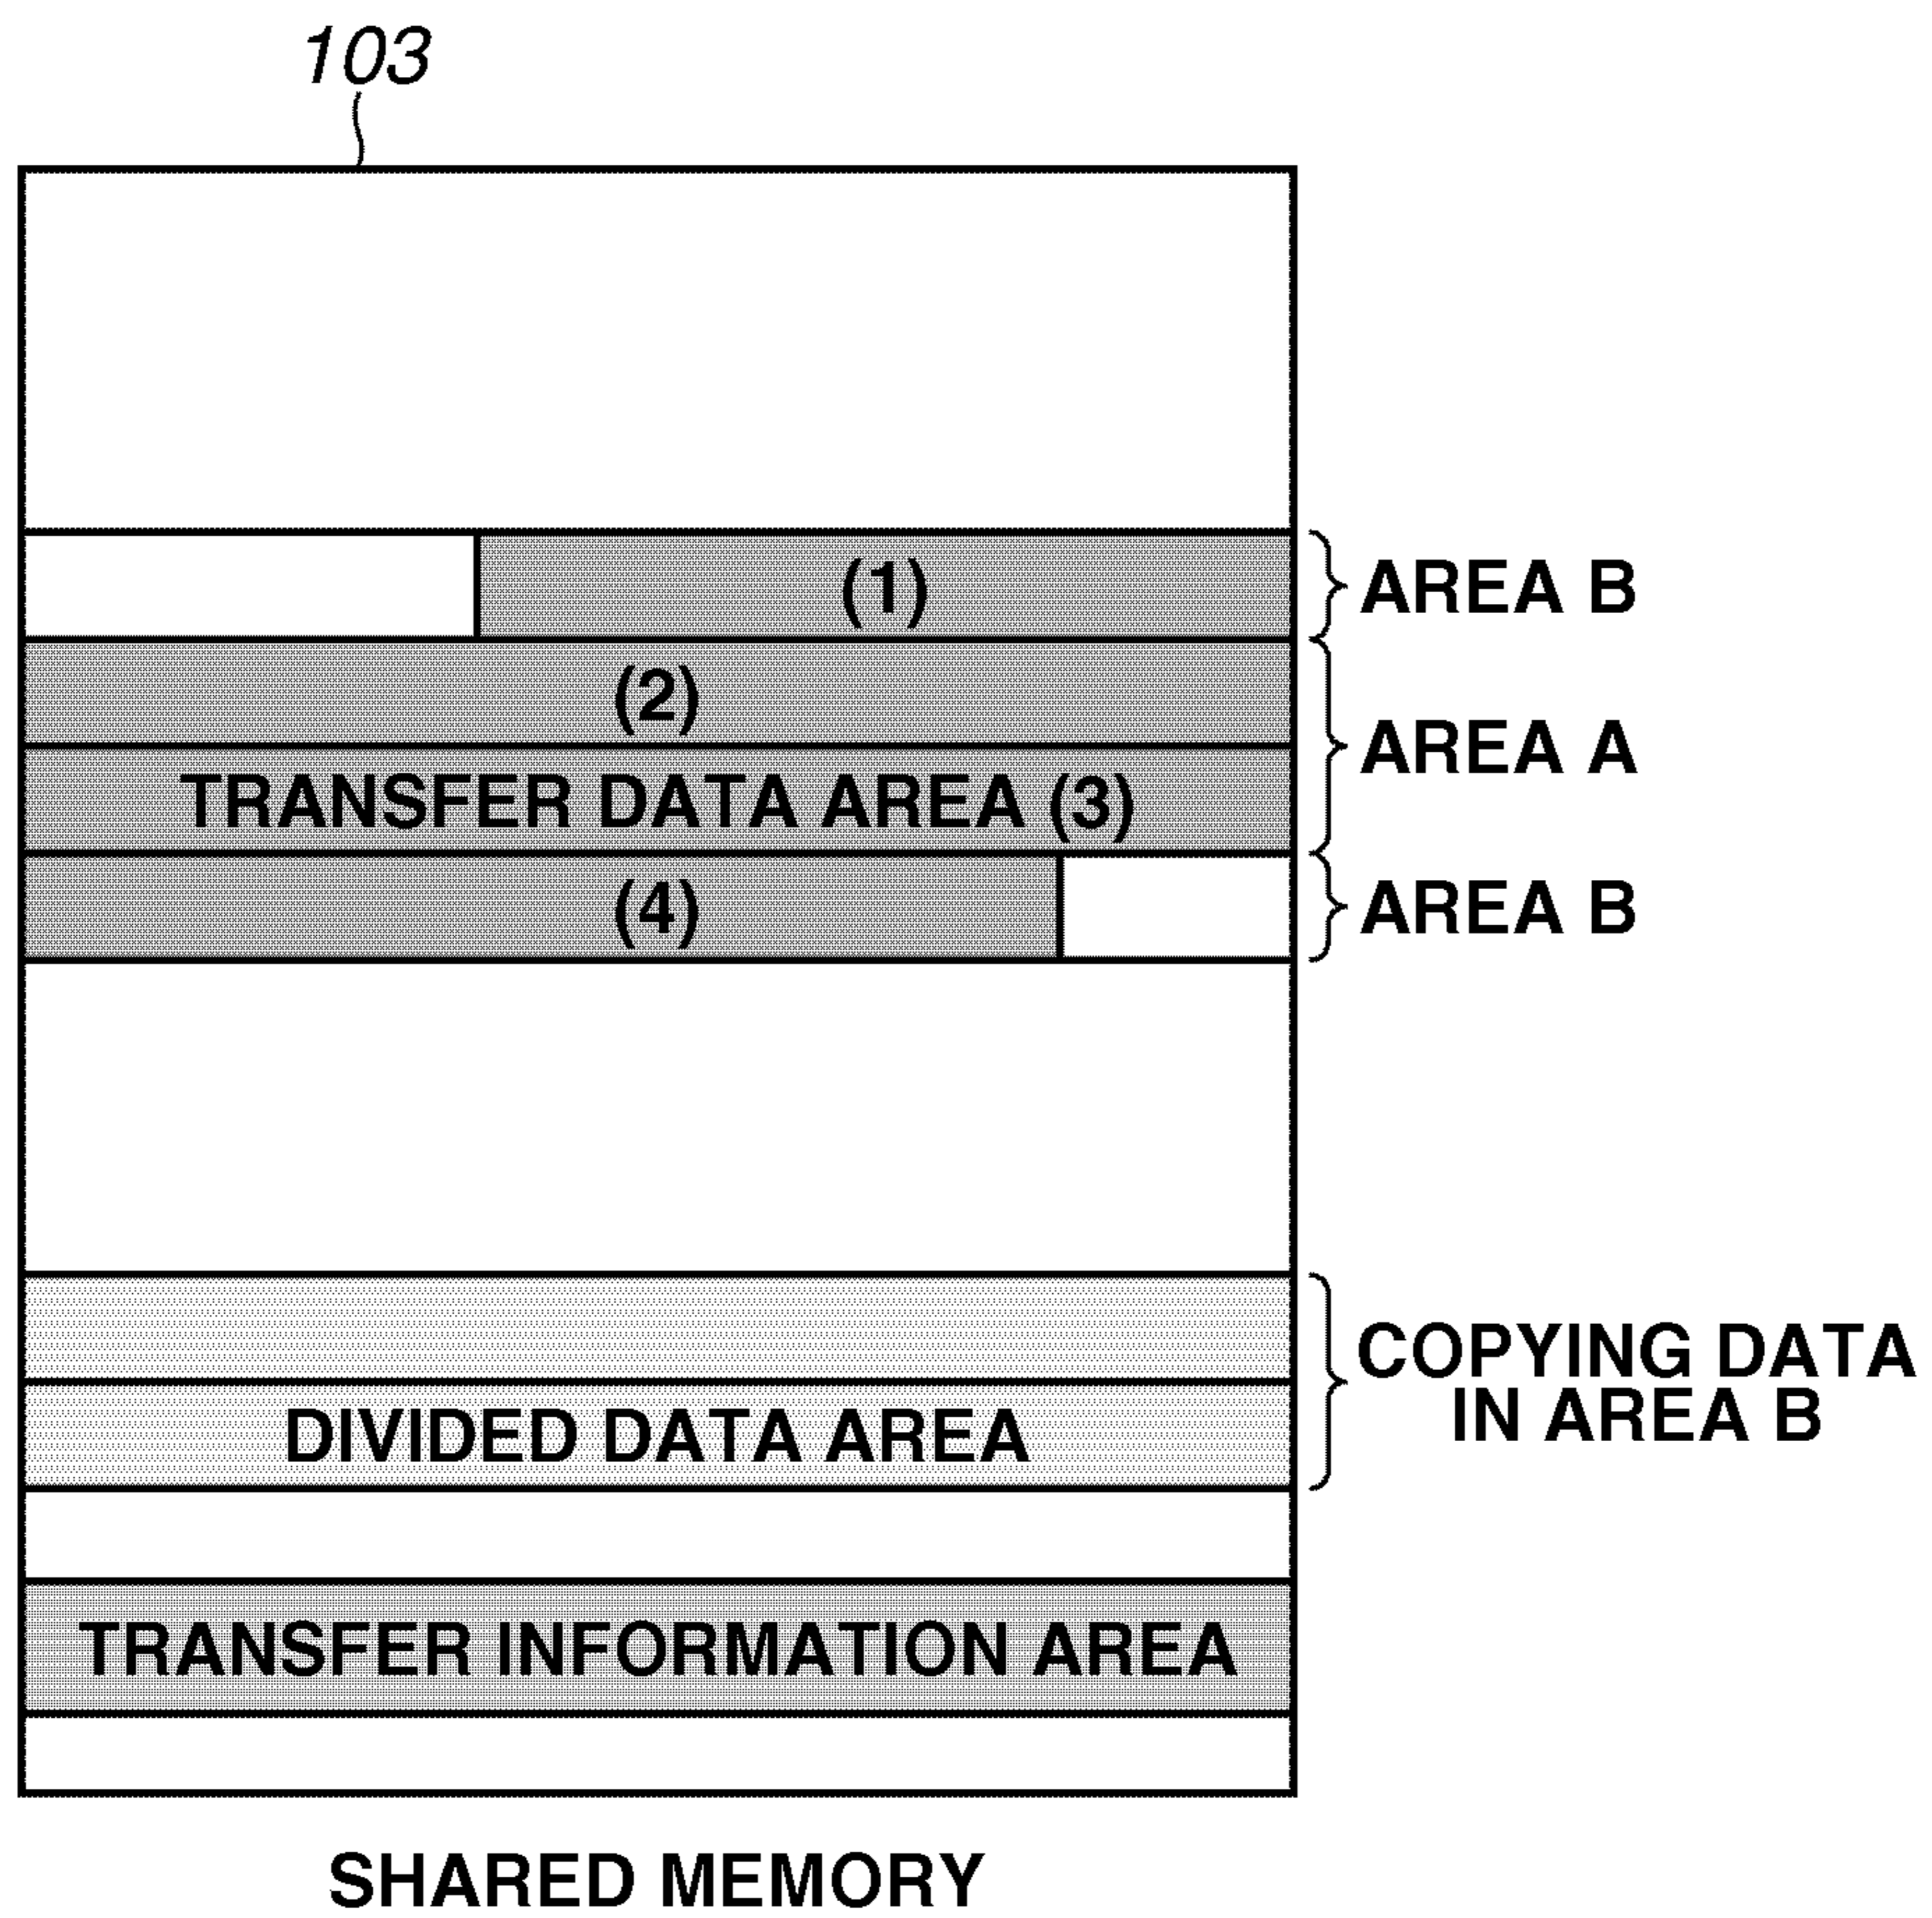 103
(1)
AREA B
(2)
AREA A
TRANSFER DATA AREA (3)
(4)
AREA B
COPYING DATA
IN AREA B
DIVIDED DATA AREA
TRANSFER INFORMATION AREA
SHARED MEMORY